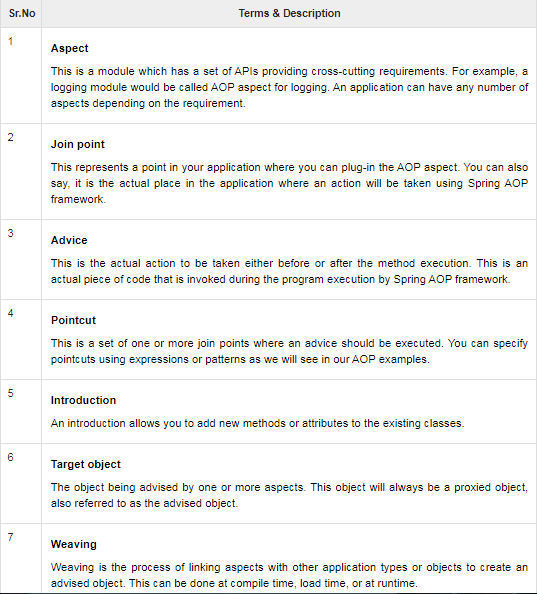 Sr.No Terms & Description
1
Aspect
This is a module which has a set of APIs providing cross-cutting requirements. For example, a
logging module would be called AOP aspect for logging. An application can have any number of
aspects depending on the requirement.
2
Join point
This represents a point in your application where you can plug-in the AOP aspect. You can also
say, it is the actual place in the application where an action will be taken using Spring AOP
framework.
3
Advice
This is the actual action to be taken either before or after the method execution. This is an
actual piece of code that is invoked during the program execution by Spring AOP framework.
4
Pointcut
This is a set of one or more join points where an advice should be executed. You can specify
pointcuts using expressions or patterns as we will see in our AOP examples.
5
Introduction
An introduction allows you to add new methods or attributes to the existing classes.
6
Target object
The object being advised by one or more aspects. This object will always be a proxied object,
also referred to as the advised object.
7
Weaving
Weaving is the process of linking aspects with other application types or objects to create an
advised object. This can be done at compile time, load time, or at runtime.